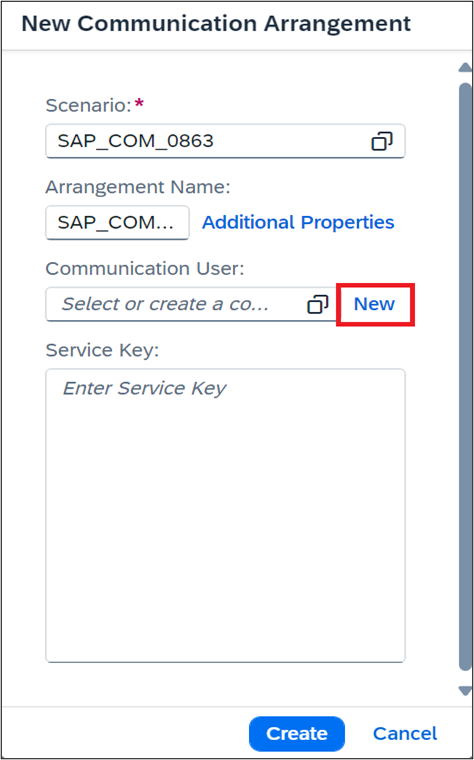 New Communication Arrangement
Scenario:*
SAP_COM_0863
Arrangement Name:
SAP_COM... Additional Properties
Communication User:
Select or create a co... New
Service Key:
Enter Service Key
Create Cancel